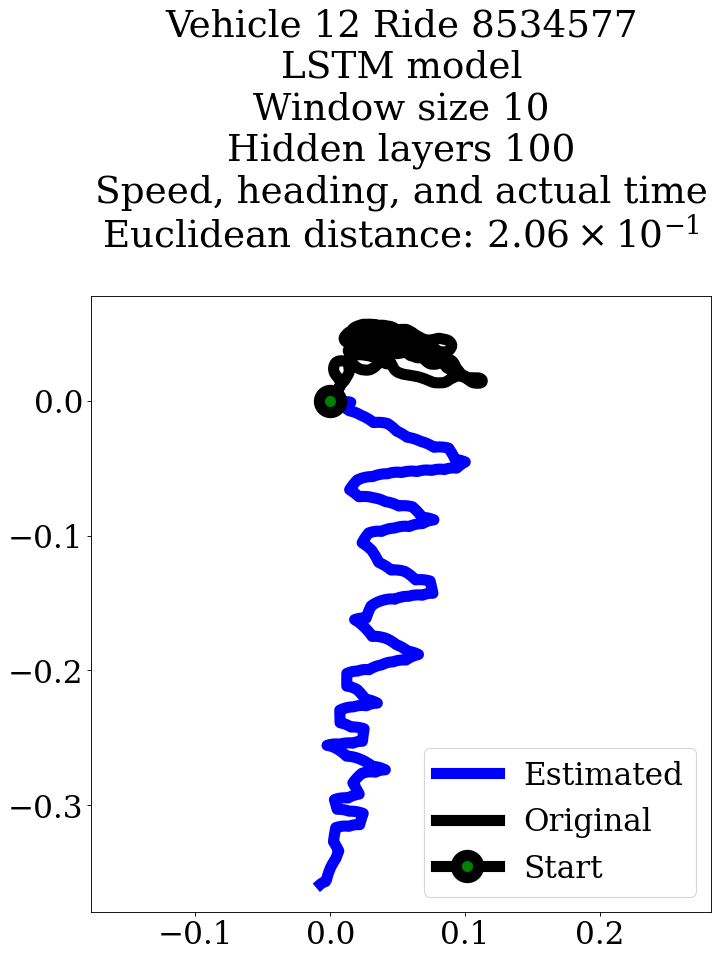 Vehicle 12 Ride 8534577
LSTM model
Window size 10
Hidden layers 100
Speed, heading, and actual time
Euclidean distance: 2.06 × 10⁻¹
0.0
−0.1
−0.2
−0.3
Estimated
Original
Start
−0.1 0.0 0.1 0.2